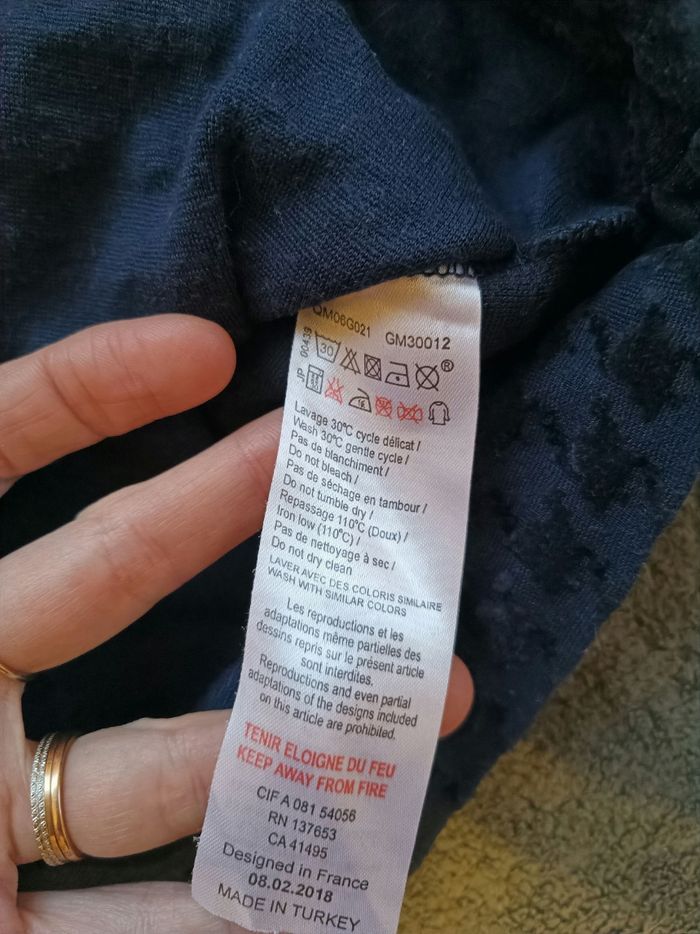 QM06G021 GM30012
00439
30
®
JP
Lavage 30°C cycle délicat /
Wash 30°C gentle cycle /
Pas de blanchiment /
Do not bleach /
Pas de séchage en tambour /
Do not tumble dry /
Repassage 110°C (Doux) /
Iron low (110°C) /
Pas de nettoyage à sec /
Do not dry clean
LAVER AVEC DES COLORIS SIMILAIRE
WASH WITH SIMILAR COLORS
Les reproductions et les
adaptations même partielles des
dessins repris sur le présent article
sont interdites.
Reproductions and even partial
adaptations of the designs included
on this article are prohibited.
TENIR ELOIGNE DU FEU
KEEP AWAY FROM FIRE
CIF A 081 54056
RN 137653
CA 41495
Designed in France
08.02.2018
MADE IN TURKEY